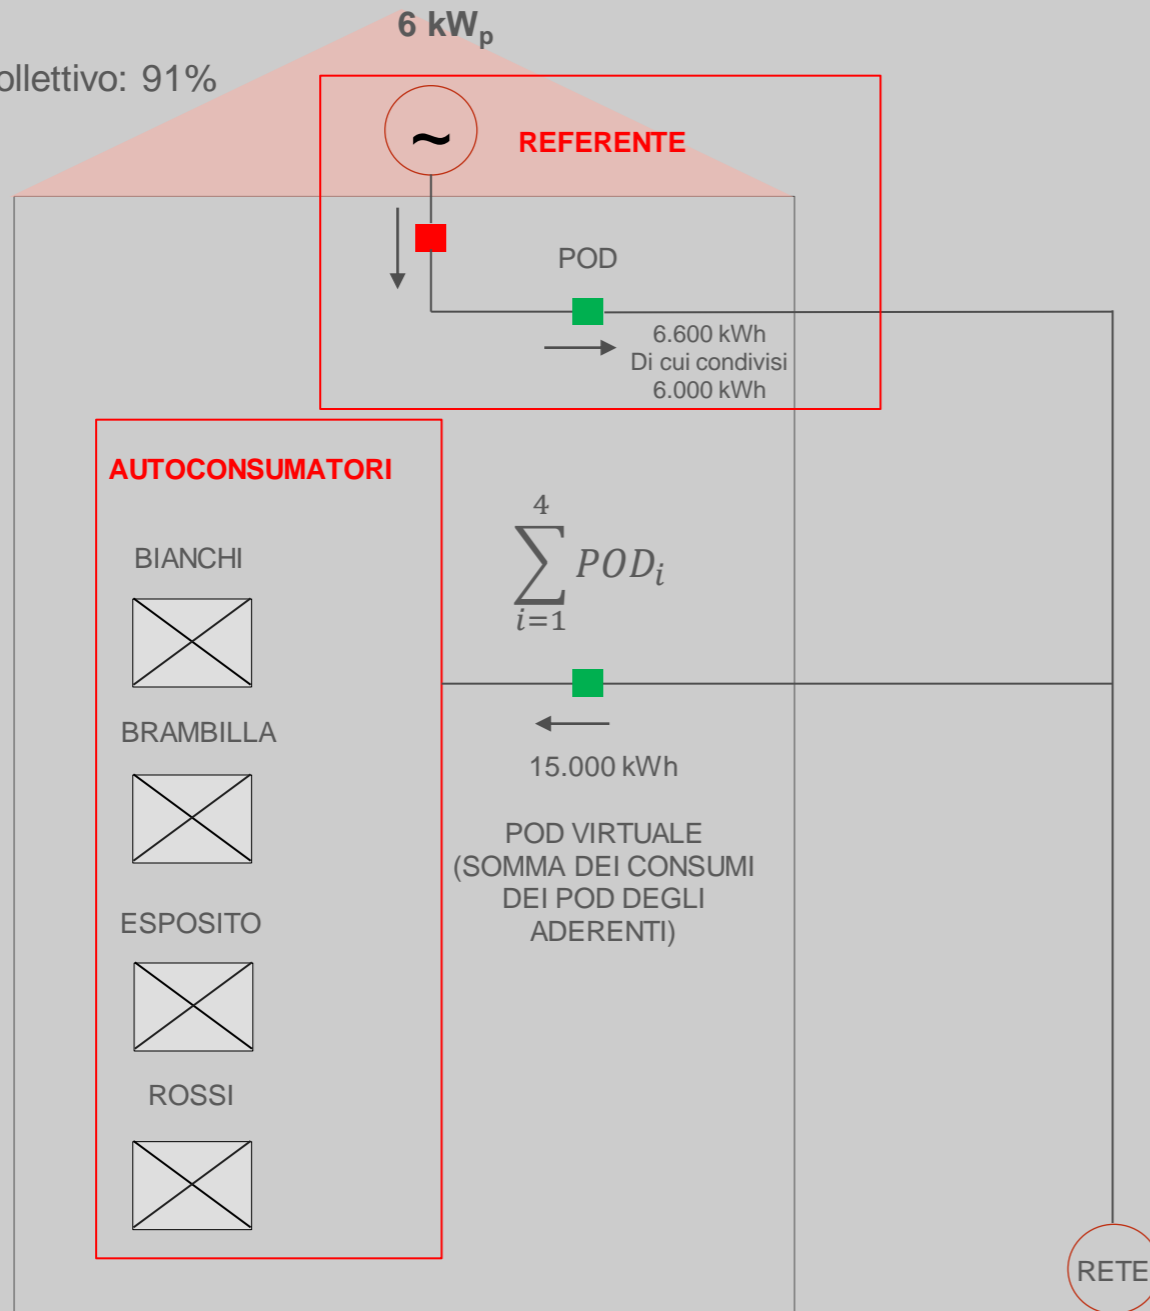 6 kWp
ollettivo: 91%
~
REFERENTE
POD
6.600 kWh
Di cui condivisi
6.000 kWh
AUTOCONSUMATORI
BIANCHI
4
∑ PODi
i=1
BRAMBILLA
15.000 kWh
POD VIRTUALE
(SOMMA DEI CONSUMI
DEI POD DEGLI
ADERENTI)
ESPOSITO
ROSSI
RETE